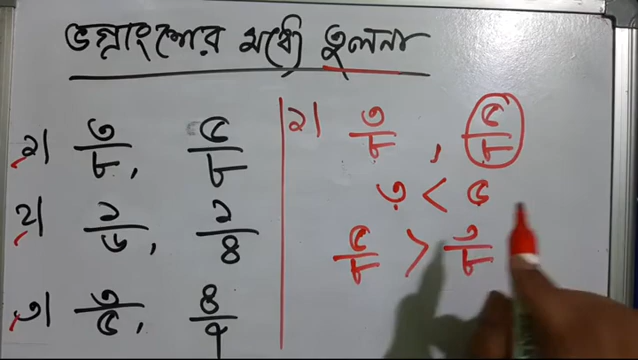 ভগ্নাংশের মধ্যে তুলনা
১| ৩/৮, ৫/৮
২| ১/৬, ১/৪
৩| ৩/৫, ৪/৭
১| ৩/৮, ৫/৮
৩ < ৫
৫/৮ > ৩/৮